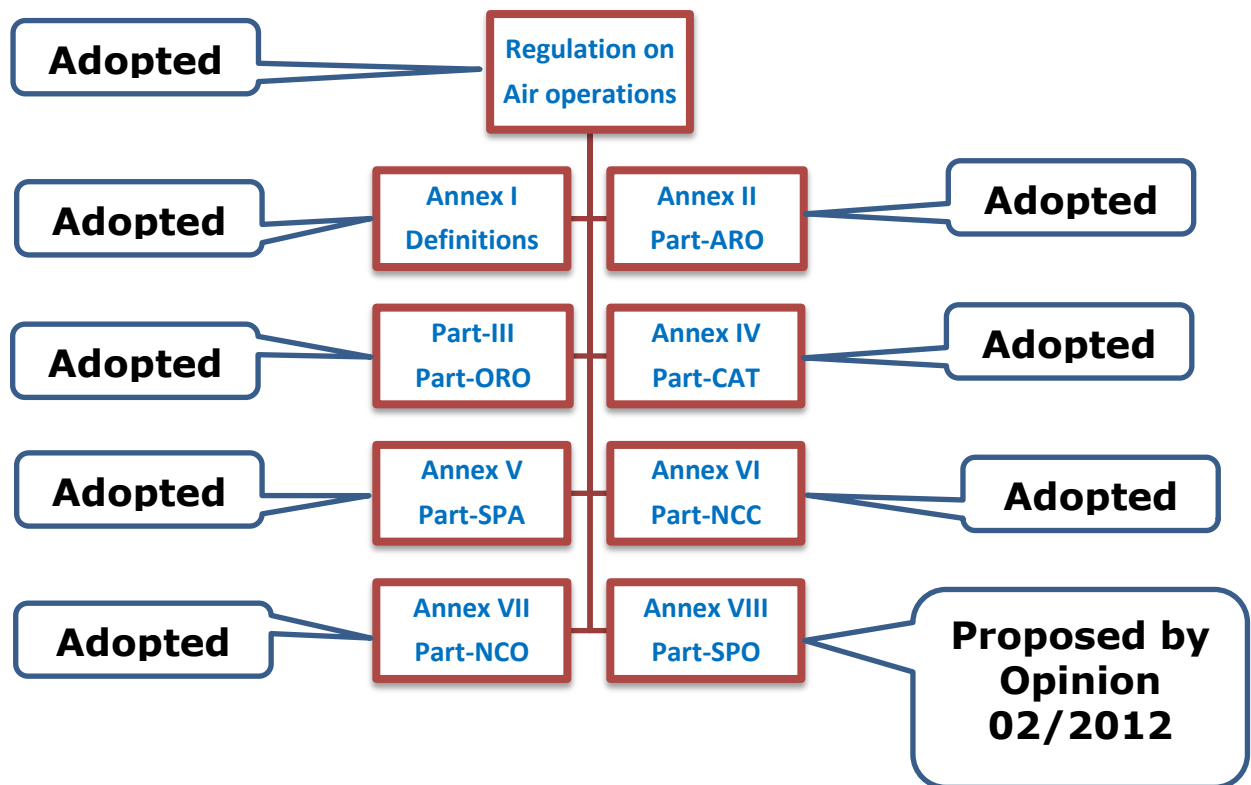 Adopted
Regulation on
Air operations
Adopted
Annex I
Definitions
Annex II
Part-ARO
Adopted
Adopted
Part-III
Part-ORO
Annex IV
Part-CAT
Adopted
Adopted
Annex V
Part-SPA
Annex VI
Part-NCC
Adopted
Adopted
Annex VII
Part-NCO
Annex VIII
Part-SPO
Proposed by
Opinion
02/2012